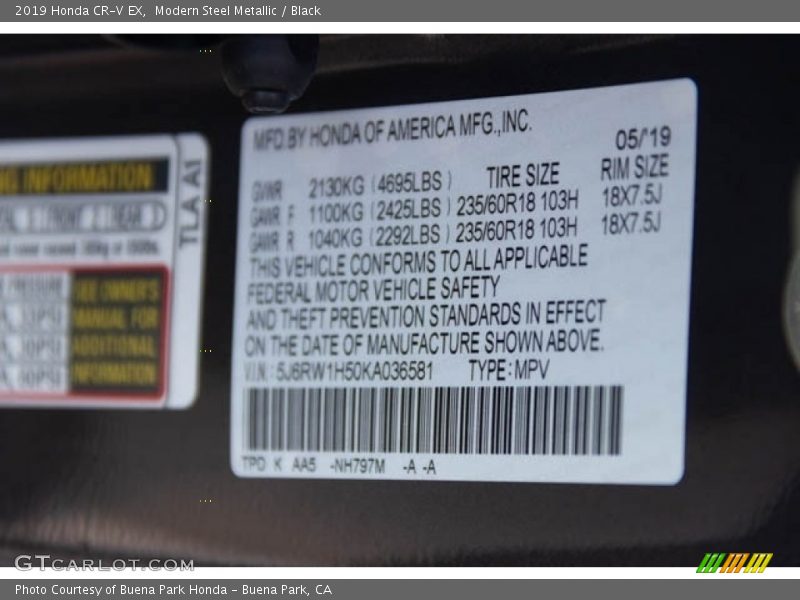 2019 Honda CR-V EX, Modern Steel Metallic / Black
MFD.BY HONDA OF AMERICA MFG.,INC.
05/'19
GVWR 2130KG (4695LBS) TIRE SIZE RIM SIZE
GAWR F 1100KG (2425LBS) 235/60R18 103H 18X7.5J
GAWR R 1040KG (2292LBS) 235/60R18 103H 18X7.5J
THIS VEHICLE CONFORMS TO ALL APPLICABLE
FEDERAL MOTOR VEHICLE SAFETY
AND THEFT PREVENTION STANDARDS IN EFFECT
ON THE DATE OF MANUFACTURE SHOWN ABOVE.
VIN: 5J6RW1H50KA036581 TYPE: MPV
TPD K AA5 -NH797M -A -A
INFORMATION
TLA A1
SEE OWNER'S
MANUAL FOR
ADDITIONAL
INFORMATION
GTCARLOT.COM
Photo Courtesy of Buena Park Honda - Buena Park, CA